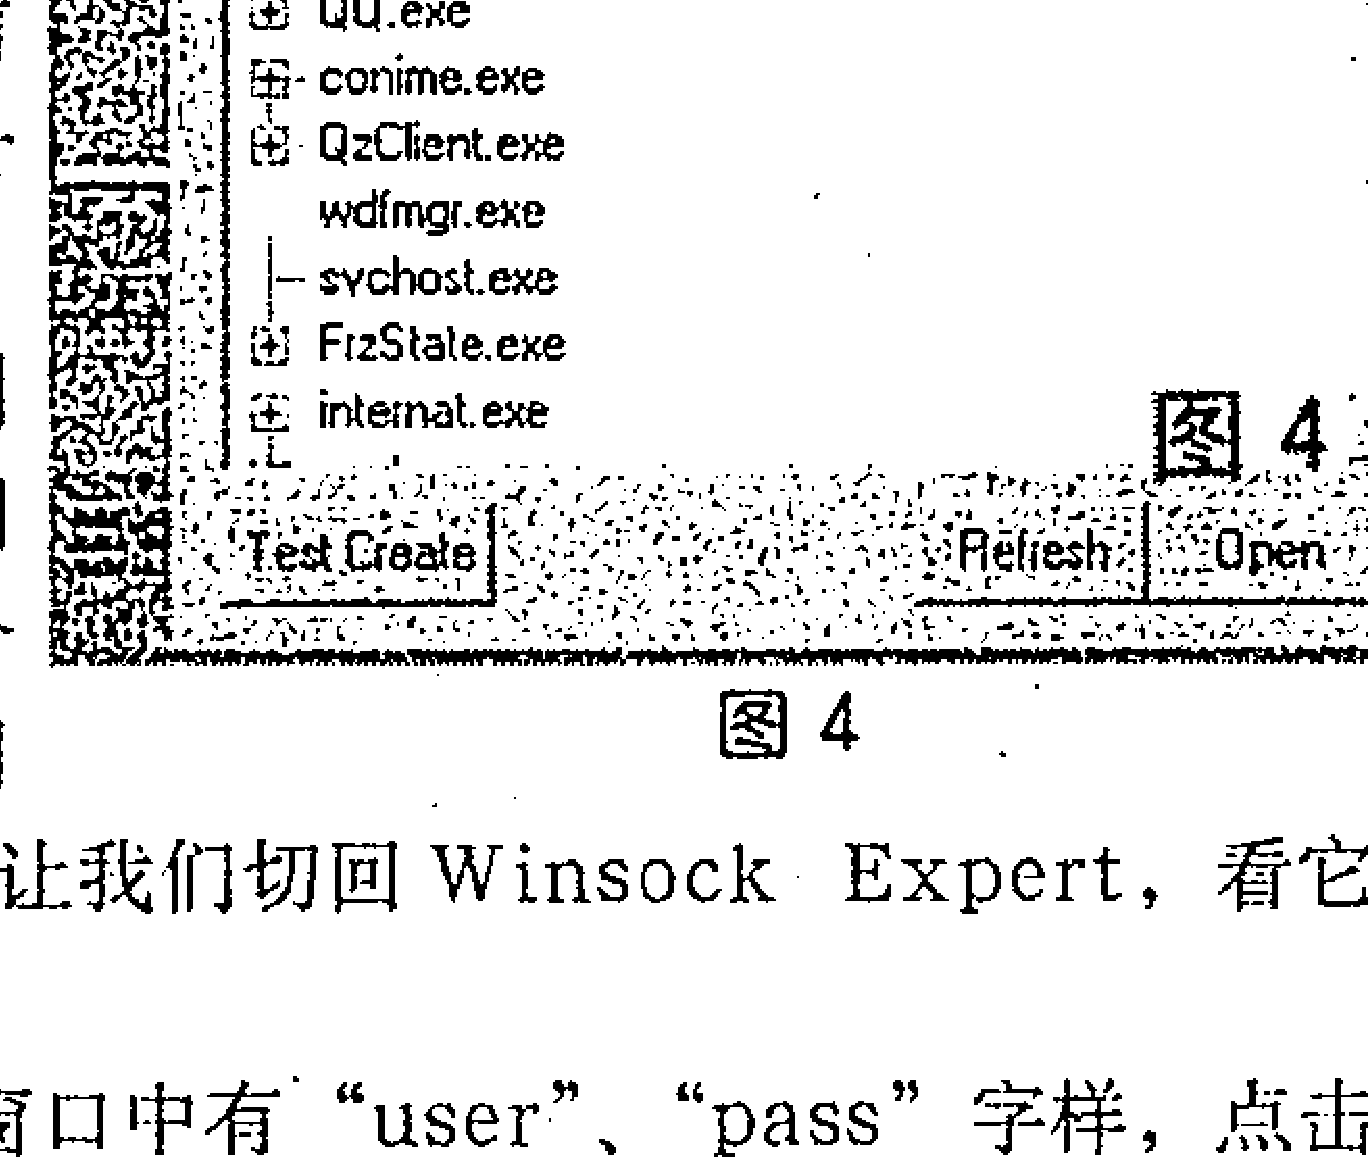 QQ.exe
conime.exe
QzClient.exe
wdfmgr.exe
svchost.exe
FrzState.exe
internat.exe
图 4
Test Create Refresh Open
图 4
让我们切回 Winsock Expert，看它
窗口中有“user”、“pass”字样，点击